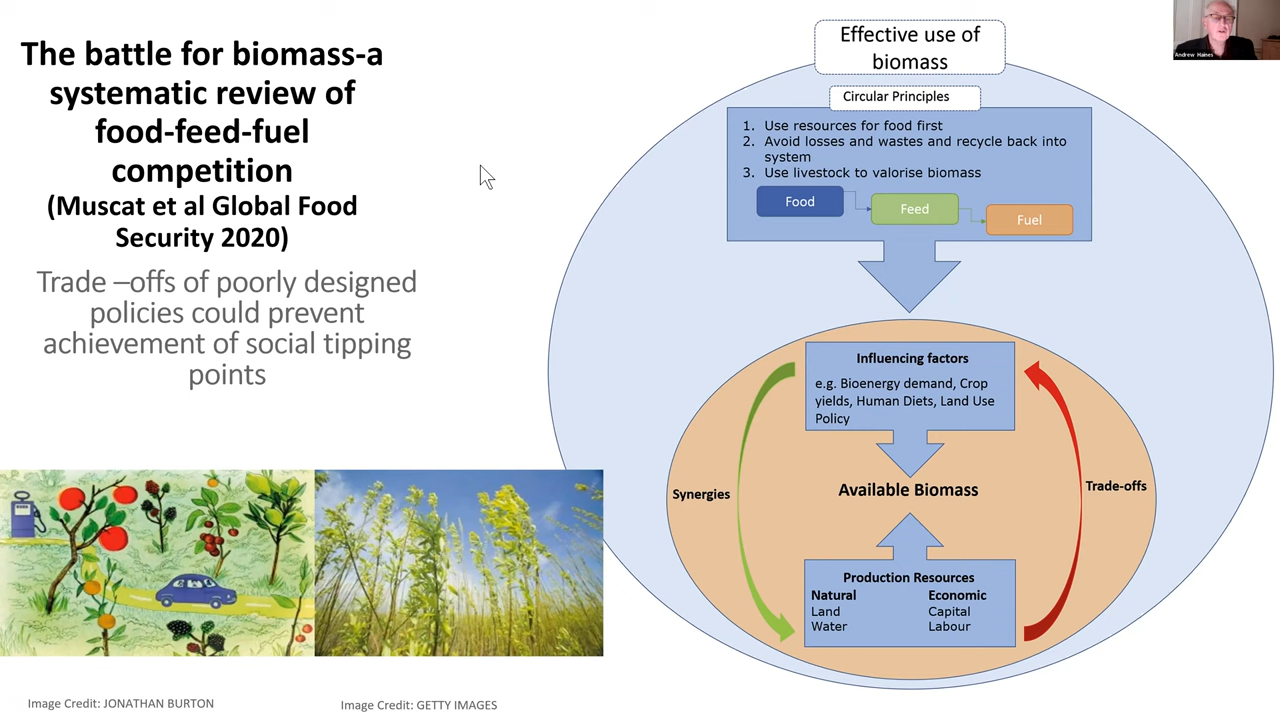 The battle for biomass-a
systematic review of
food-feed-fuel
competition
(Muscat et al Global Food
Security 2020)
Trade –offs of poorly designed
policies could prevent
achievement of social tipping
points
Image Credit: JONATHAN BURTON
Image Credit: GETTY IMAGES
Effective use of
biomass
Circular Principles
1. Use resources for food first
2. Avoid losses and wastes and recycle back into
system
3. Use livestock to valorise biomass
Food
Feed
Fuel
Influencing factors
e.g. Bioenergy demand, Crop
yields, Human Diets, Land Use
Policy
Synergies
Available Biomass
Trade-offs
Production Resources
Natural Economic
Land Capital
Water Labour
Andrew Haines